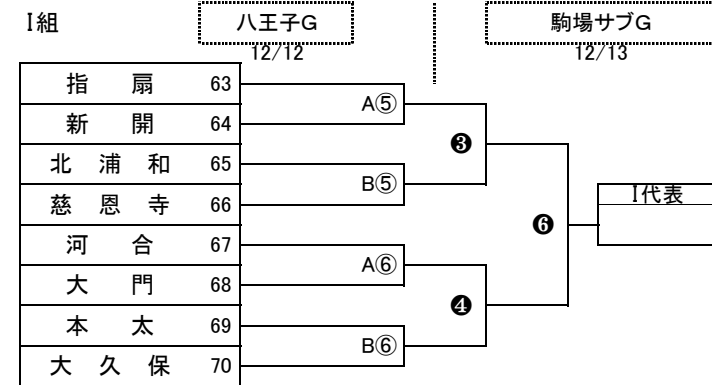 I組 八王子G 駒場サブG
12/12 12/13
指扇 63
新開 64
北浦和 65
慈恩寺 66
河合 67
大門 68
本太 69
大久保 70
A⑤
B⑤
A⑥
B⑥
❸
❹
❻
I代表